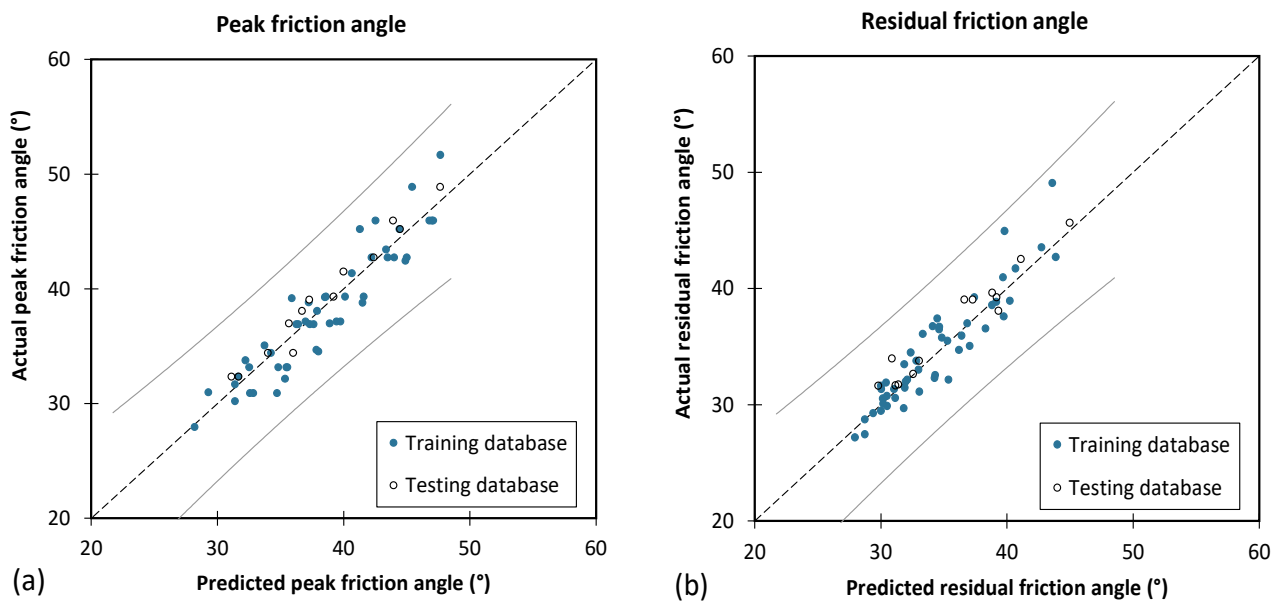 Peak friction angle
60
50
40
30
20
Actual peak friction angle (°)
Training database
Testing database
20 30 40 50 60
Predicted peak friction angle (°)
(a)
Residual friction angle
60
50
40
30
20
Actual residual friction angle (°)
Training database
Testing database
20 30 40 50 60
Predicted residual friction angle (°)
(b)